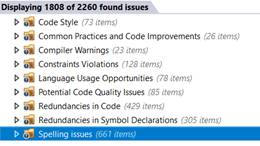 Displaying 1808 of 2260 found issues
Code Style (73 items)
Common Practices and Code Improvements (26 items)
Compiler Warnings (23 items)
Constraints Violations (128 items)
Language Usage Opportunities (78 items)
Potential Code Quality Issues (85 items)
Redundancies in Code (429 items)
Redundancies in Symbol Declarations (305 items)
Spelling issues (661 items)